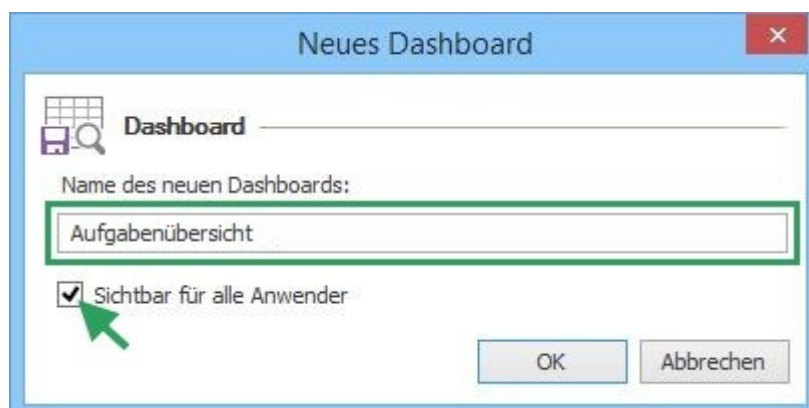 Neues Dashboard
Dashboard
Name des neuen Dashboards:
Aufgabenübersicht
Sichtbar für alle Anwender
OK Abbrechen